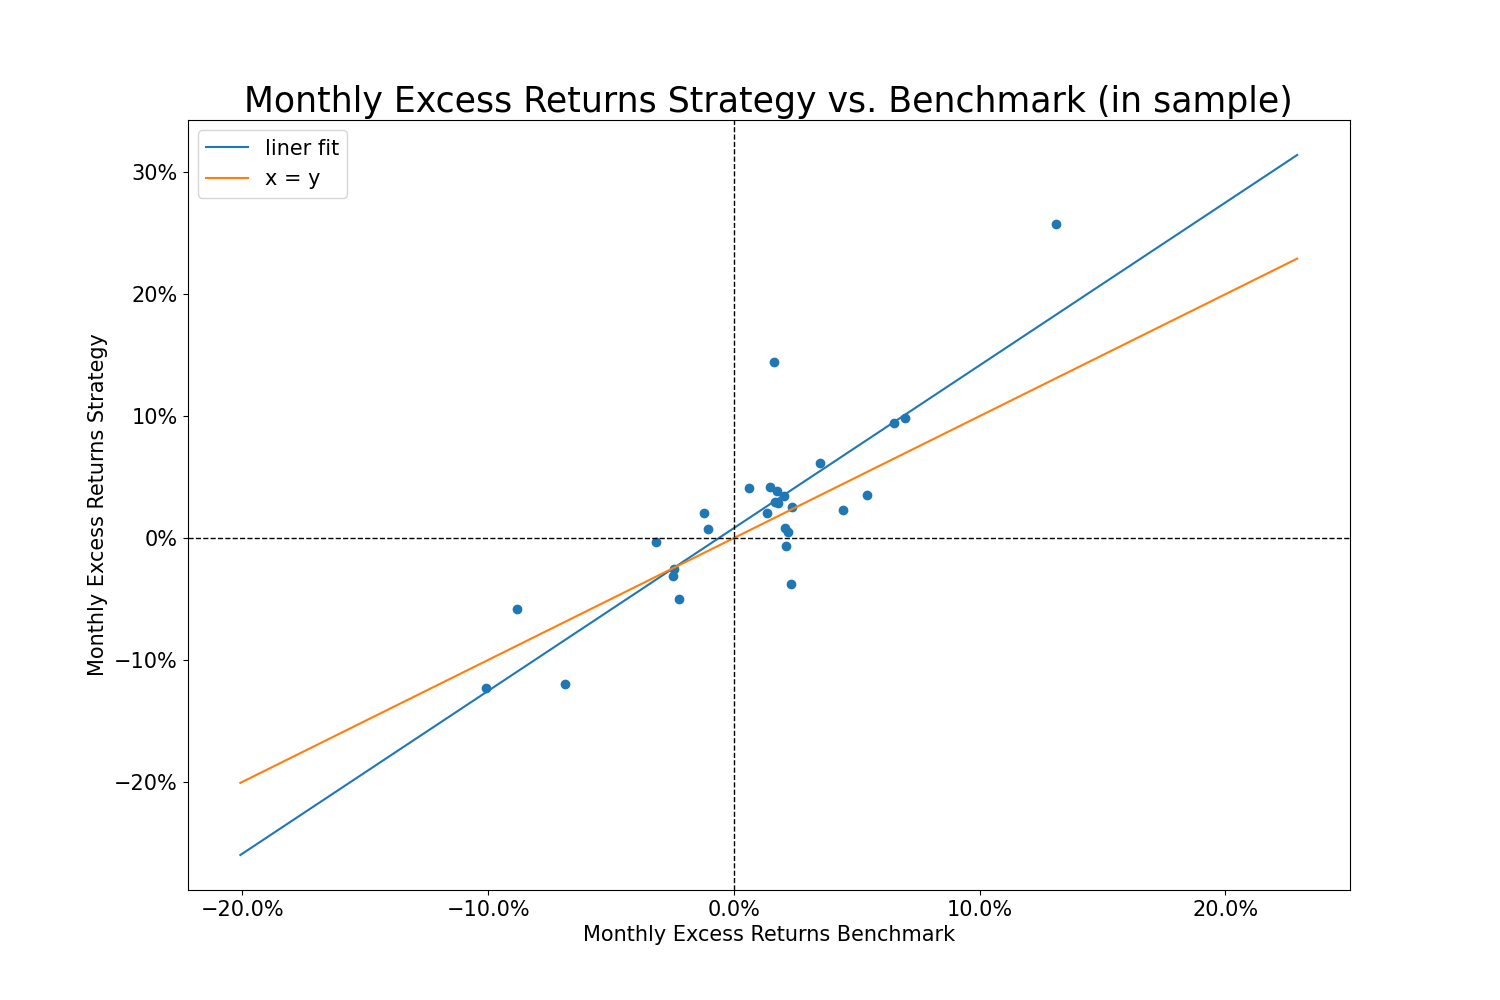 Monthly Excess Returns Strategy vs. Benchmark (in sample)
liner fit
x = y
30%
20%
10%
0%
−10%
−20%
Monthly Excess Returns Strategy
−20.0%
−10.0%
0.0%
10.0%
20.0%
Monthly Excess Returns Benchmark